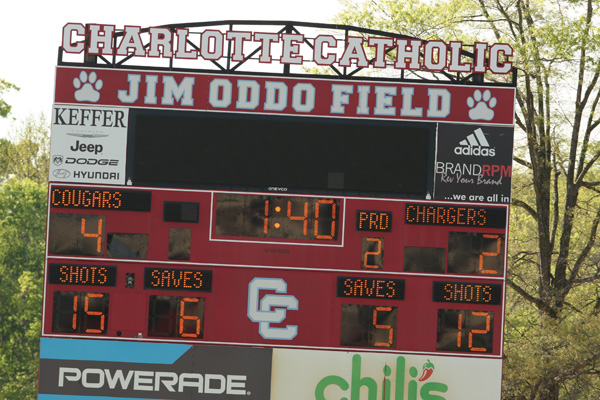 CHARLOTTE CATHOLIC
JIM ODDO FIELD
KEFFER
Jeep
DODGE
HYUNDAI
adidas
BRANDRPM
Rev Your Brand
...we are all in
NEVCO
COUGARS
1:40
PRD
CHARGERS
4
2
2
SHOTS
SAVES
CC
SAVES
SHOTS
15
6
5
12
POWERADE
chili's